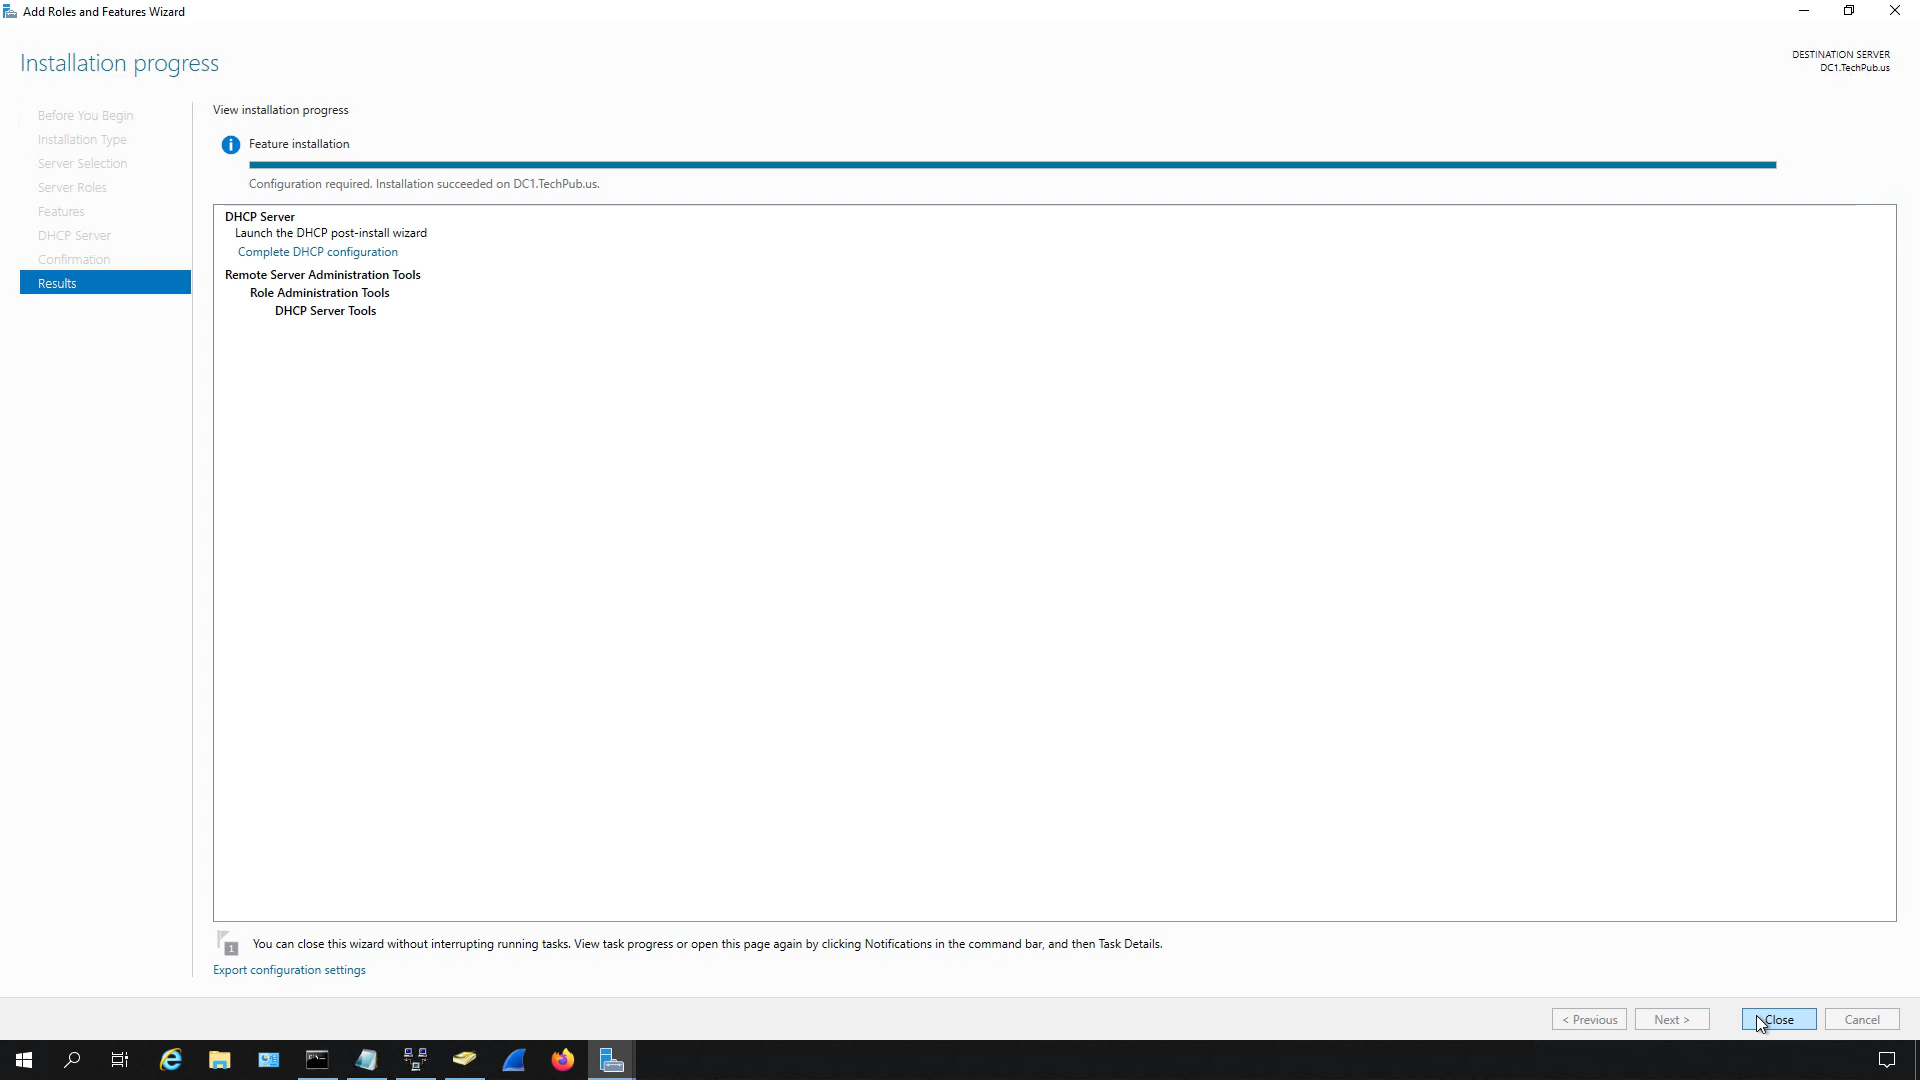 Add Roles and Features Wizard
Installation progress
DESTINATION SERVER
DC1.TechPub.us
Before You Begin
Installation Type
Server Selection
Server Roles
Features
DHCP Server
Confirmation
Results
View installation progress
Feature installation
Configuration required. Installation succeeded on DC1.TechPub.us.
DHCP Server
Launch the DHCP post-install wizard
Complete DHCP configuration
Remote Server Administration Tools
Role Administration Tools
DHCP Server Tools
1
You can close this wizard without interrupting running tasks. View task progress or open this page again by clicking Notifications in the command bar, and then Task Details.
Export configuration settings
< Previous
Next >
Close
Cancel